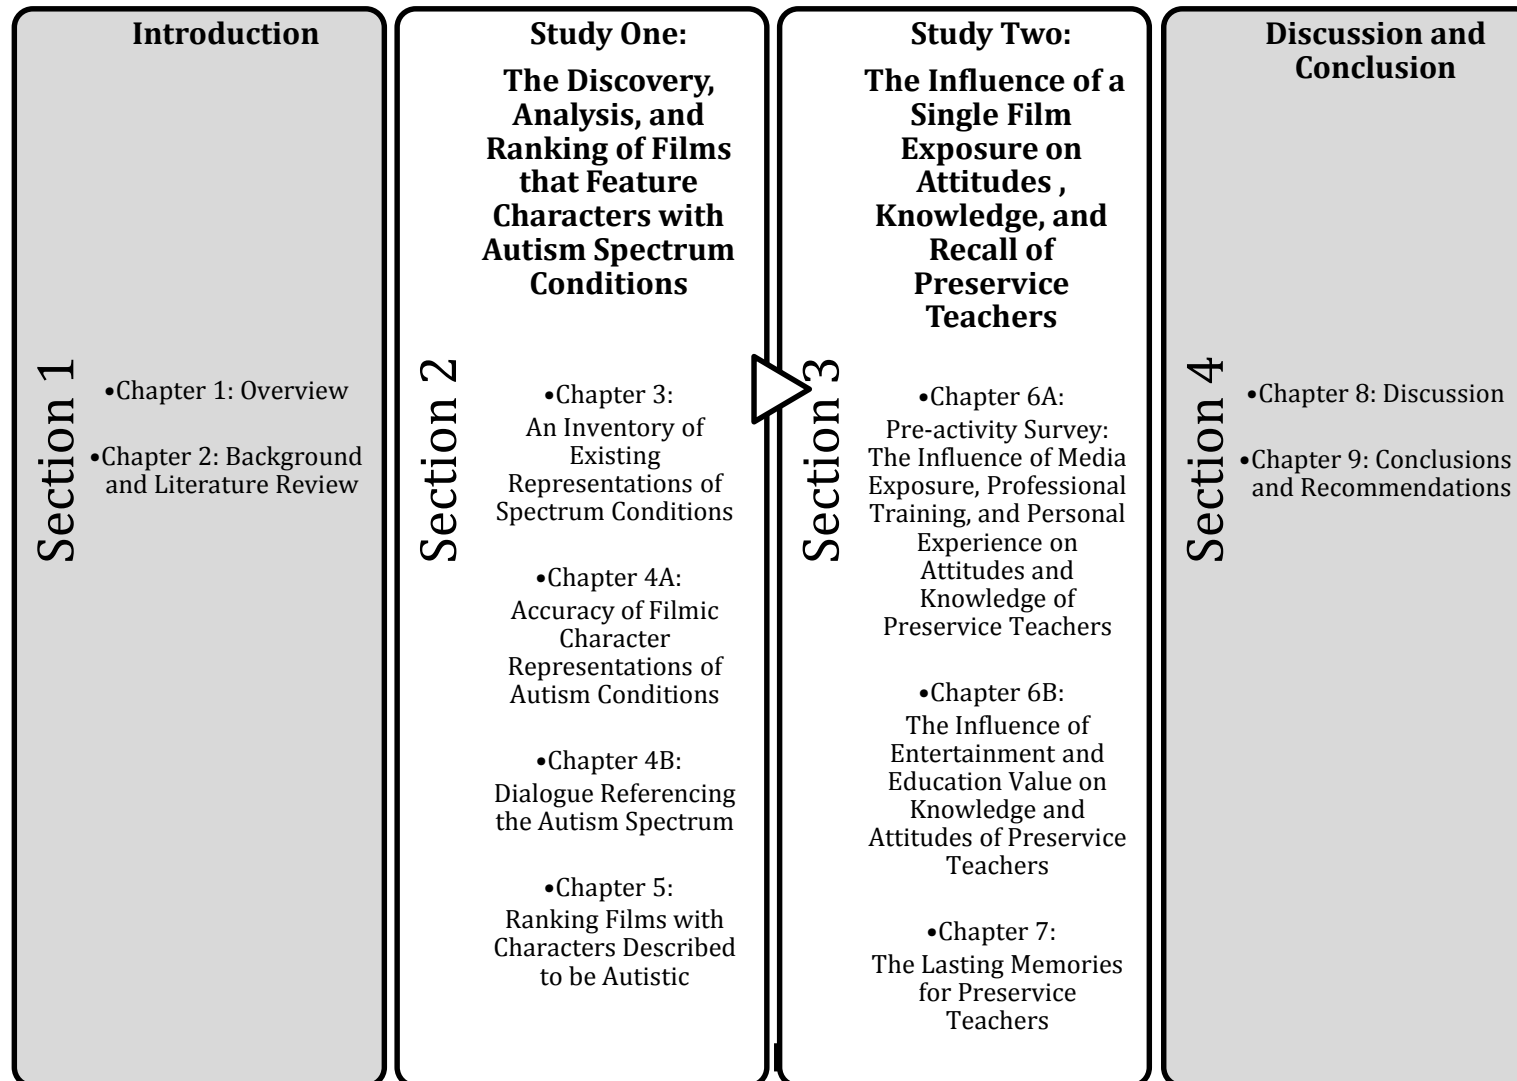 Introduction
Section 1
•Chapter 1: Overview
•Chapter 2: Background
and Literature Review
Study One:
The Discovery,
Analysis, and
Ranking of Films
that Feature
Characters with
Autism Spectrum
Conditions
Section 2
•Chapter 3:
An Inventory of
Existing
Representations of
Spectrum Conditions
•Chapter 4A:
Accuracy of Filmic
Character
Representations of
Autism Conditions
•Chapter 4B:
Dialogue Referencing
the Autism Spectrum
•Chapter 5:
Ranking Films with
Characters Described
to be Autistic
Study Two:
The Influence of a
Single Film
Exposure on
Attitudes ,
Knowledge, and
Recall of
Preservice
Teachers
Section 3
•Chapter 6A:
Pre-activity Survey:
The Influence of Media
Exposure, Professional
Training, and Personal
Experience on
Attitudes and
Knowledge of
Preservice Teachers
•Chapter 6B:
The Influence of
Entertainment and
Education Value on
Knowledge and
Attitudes of Preservice
Teachers
•Chapter 7:
The Lasting Memories
for Preservice
Teachers
Discussion and
Conclusion
Section 4
•Chapter 8: Discussion
•Chapter 9: Conclusions
and Recommendations